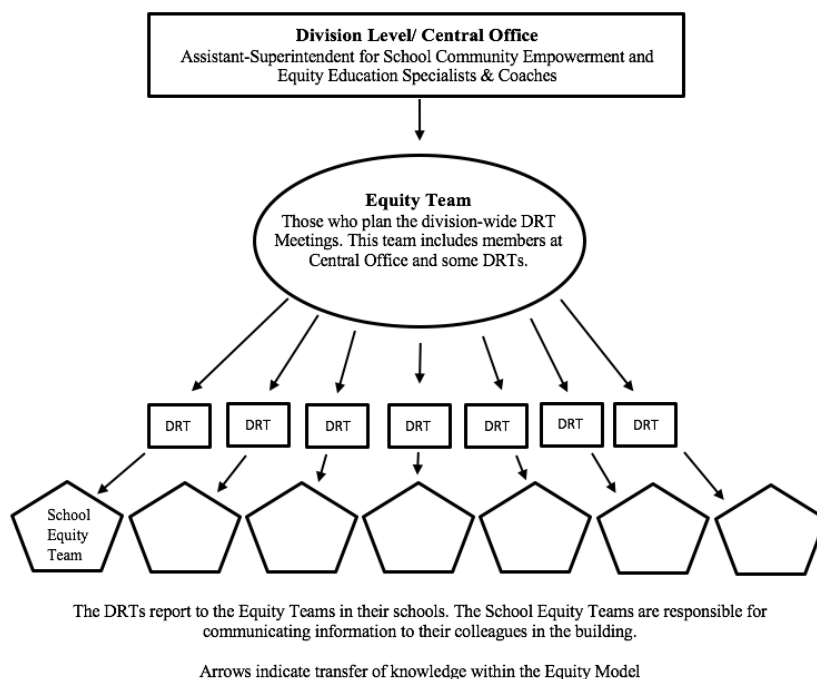 Division Level/ Central Office
Assistant-Superintendent for School Community Empowerment and
Equity Education Specialists & Coaches
Equity Team
Those who plan the division-wide DRT
Meetings. This team includes members at
Central Office and some DRTs.
DRT DRT DRT DRT DRT DRT DRT
School
Equity
Team
The DRTs report to the Equity Teams in their schools. The School Equity Teams are responsible for
communicating information to their colleagues in the building.
Arrows indicate transfer of knowledge within the Equity Model